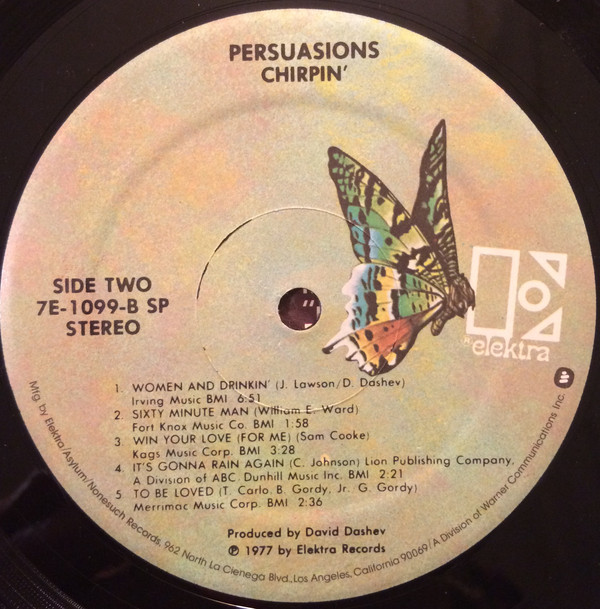 PERSUASIONS
CHIRPIN'
SIDE TWO
7E-1099-B SP
STEREO
® elektra
1. WOMEN AND DRINKIN' (J. Lawson/D. Dashev)
Irving Music BMI 6:51
2. SIXTY MINUTE MAN (William E. Ward)
Fort Knox Music Co. BMI 1:58
3. WIN YOUR LOVE (FOR ME) (Sam Cooke)
Kags Music Corp. BMI 3:28
4. IT'S GONNA RAIN AGAIN (C. Johnson) Lion Publishing Company,
A Division of ABC. Dunhill Music Inc. BMI 2:21
5. TO BE LOVED (T. Carlo, B. Gordy, Jr. G. Gordy)
Merrimac Music Corp. BMI 2:36
Produced by David Dashev
℗ 1977 by Elektra Records
Mfg. by Elektra/Asylum/Nonesuch Records, 962 North La Cienega Blvd., Los Angeles, California 90069/A Division of Warner Communications Inc.